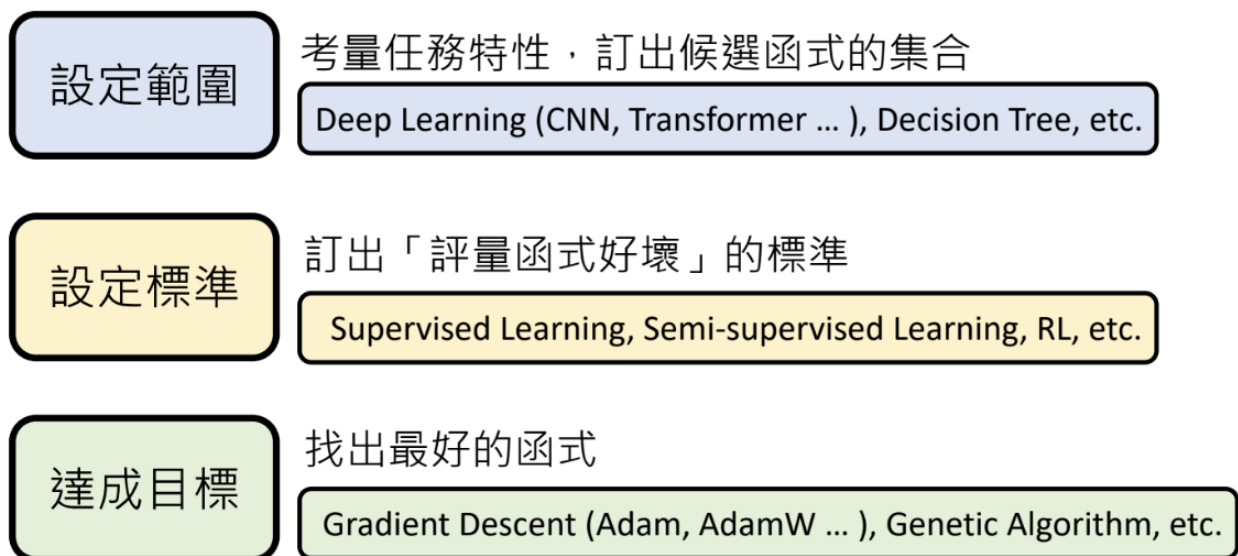 設定範圍
考量任務特性，訂出候選函式的集合
Deep Learning (CNN, Transformer … ), Decision Tree, etc.
設定標準
訂出「評量函式好壞」的標準
Supervised Learning, Semi-supervised Learning, RL, etc.
達成目標
找出最好的函式
Gradient Descent (Adam, AdamW … ), Genetic Algorithm, etc.